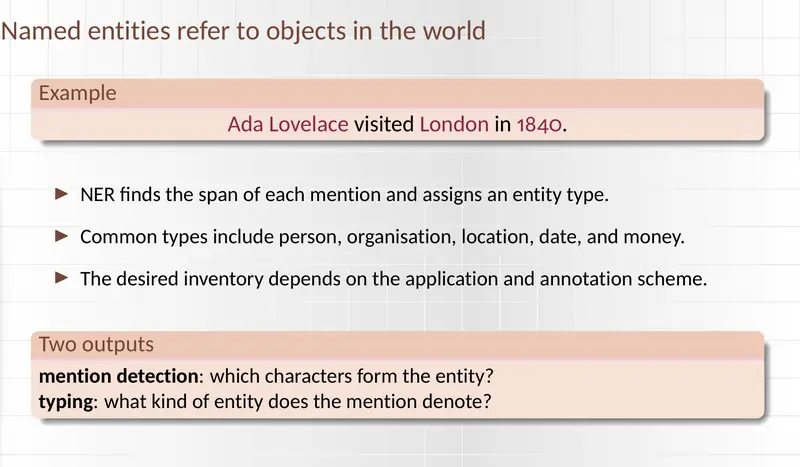 Named entities refer to objects in the world
Example
Ada Lovelace visited London in 1840.
NER finds the span of each mention and assigns an entity type.
Common types include person, organisation, location, date, and money.
The desired inventory depends on the application and annotation scheme.
Two outputs
mention detection: which characters form the entity?
typing: what kind of entity does the mention denote?